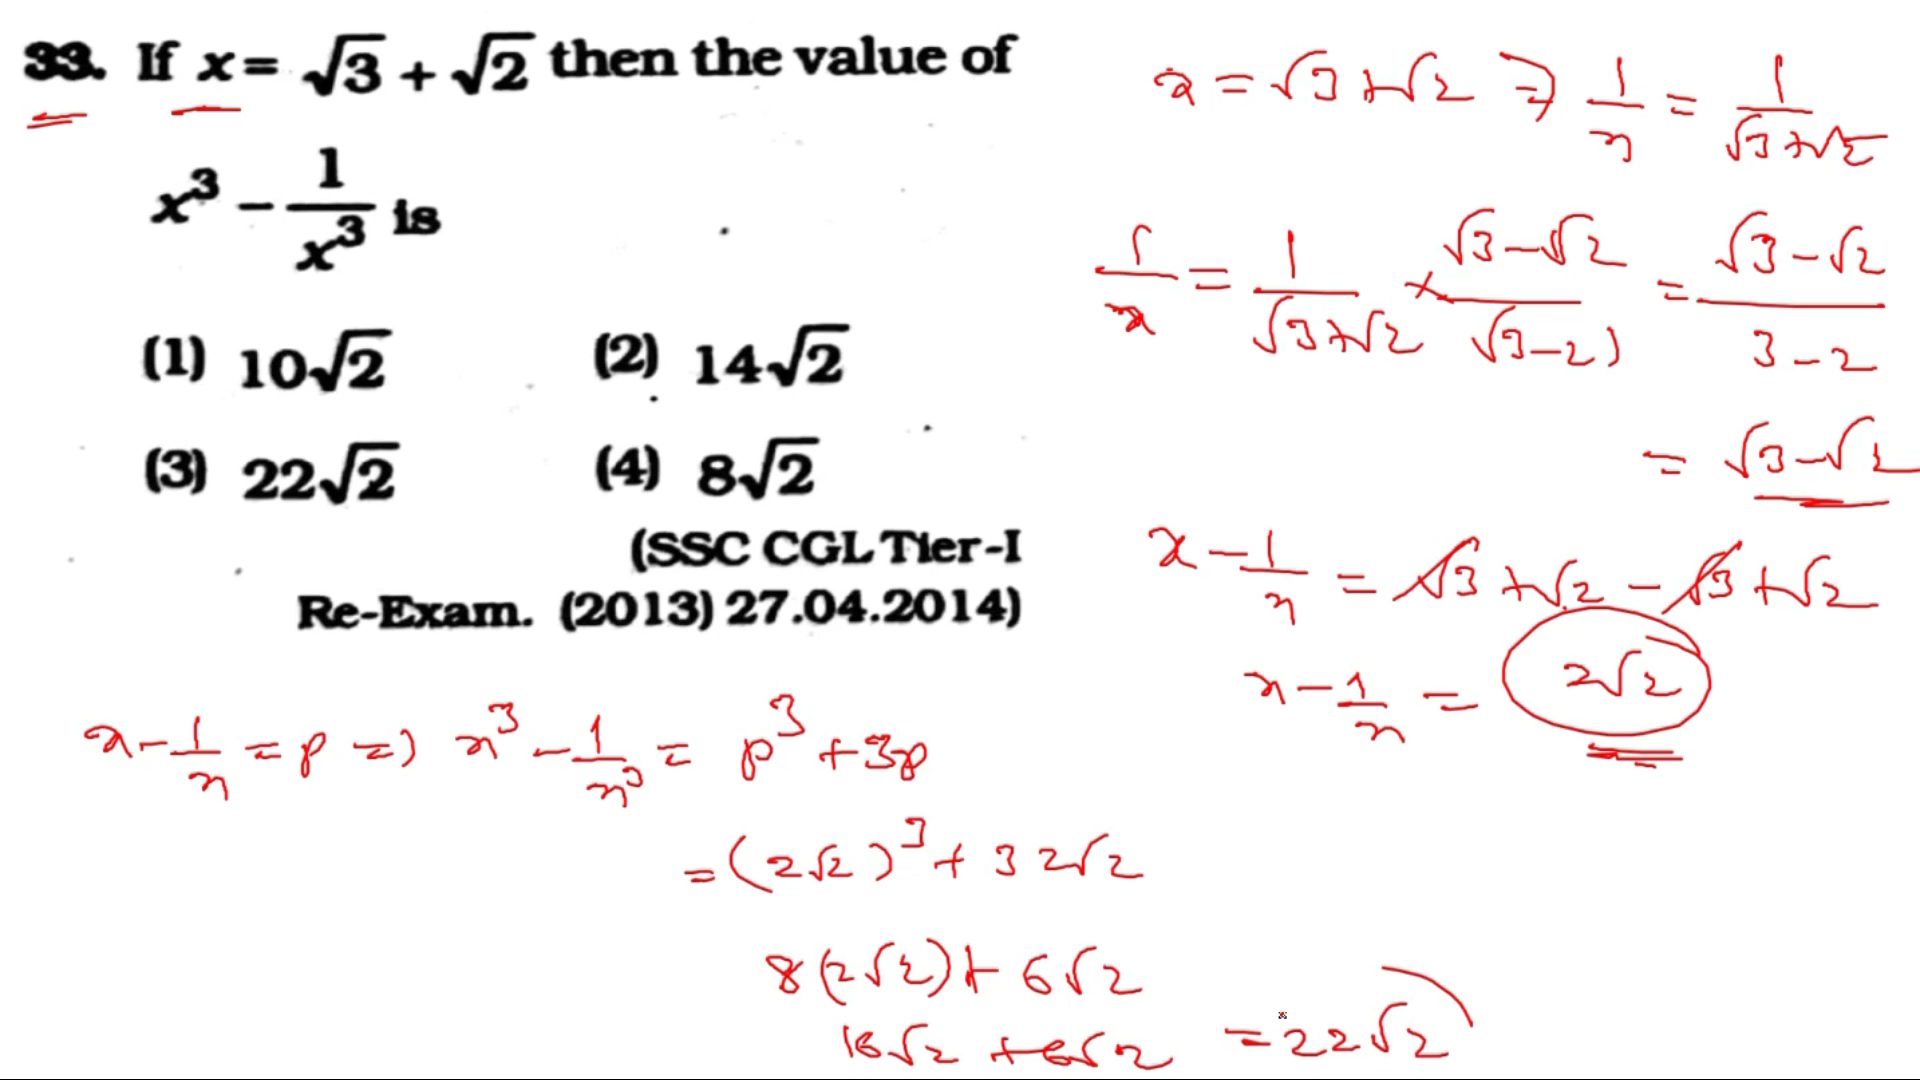 33. If x = √3 + √2 then the value of
x³ − 1/x³ is
(1) 10√2 (2) 14√2
(3) 22√2 (4) 8√2
(SSC CGL Tier-I
Re-Exam. (2013) 27.04.2014)
x = √3 + √2 ⇒ 1/x = 1/(√3+√2)
1/x = 1/(√3+√2) × (√3−√2)/(√3−2) = (√3−√2)/(3−2)
= √3−√2
x − 1/x = √3 + √2 − √3 + √2
x − 1/x = 2√2
x − 1/x = p ⇒ x³ − 1/x³ = p³ + 3p
= (2√2)³ + 3 2√2
8(2√2) + 6√2
16√2 + 6√2 = 22√2